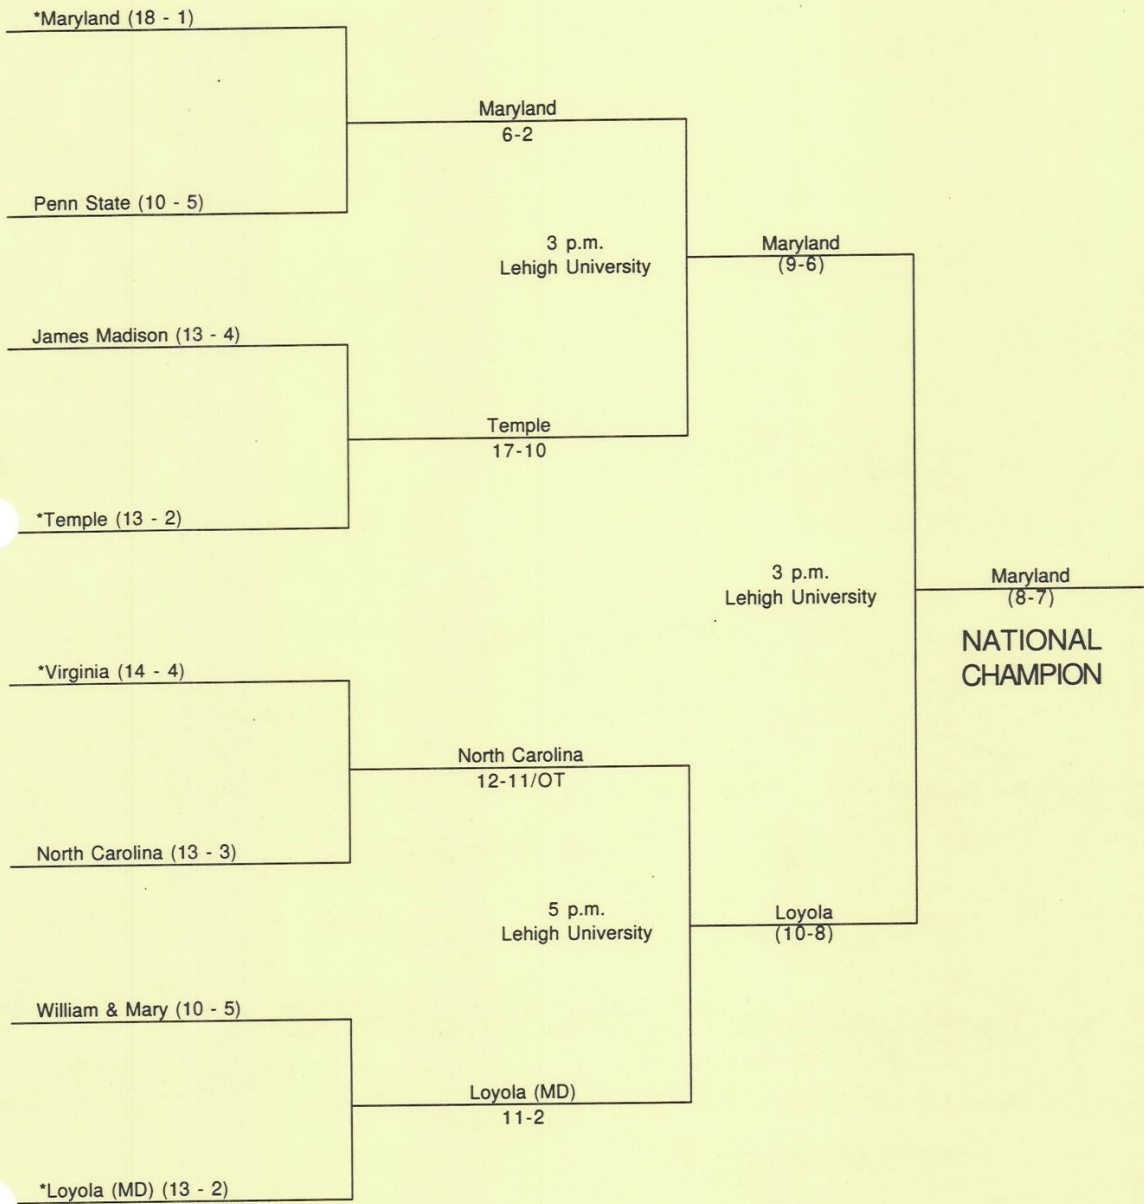 *Maryland (18 - 1)
Maryland
6-2
Penn State (10 - 5)
3 p.m.
Lehigh University
Maryland
(9-6)
James Madison (13 - 4)
Temple
17-10
*Temple (13 - 2)
3 p.m.
Lehigh University
Maryland
(8-7)
NATIONAL
CHAMPION
*Virginia (14 - 4)
North Carolina
12-11/OT
North Carolina (13 - 3)
5 p.m.
Lehigh University
Loyola
(10-8)
William & Mary (10 - 5)
Loyola (MD)
11-2
*Loyola (MD) (13 - 2)